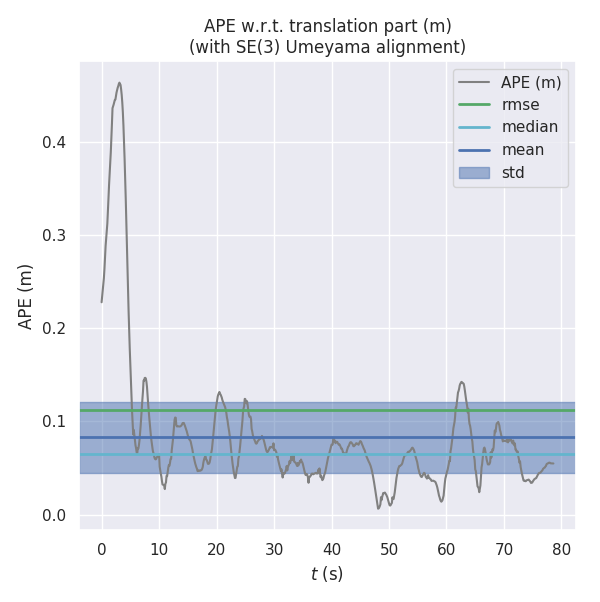 APE w.r.t. translation part (m)
(with SE(3) Umeyama alignment)
APE (m)
rmse
median
mean
std
APE (m)
0.4
0.3
0.2
0.1
0.0
0 10 20 30 40 50 60 70 80
t (s)